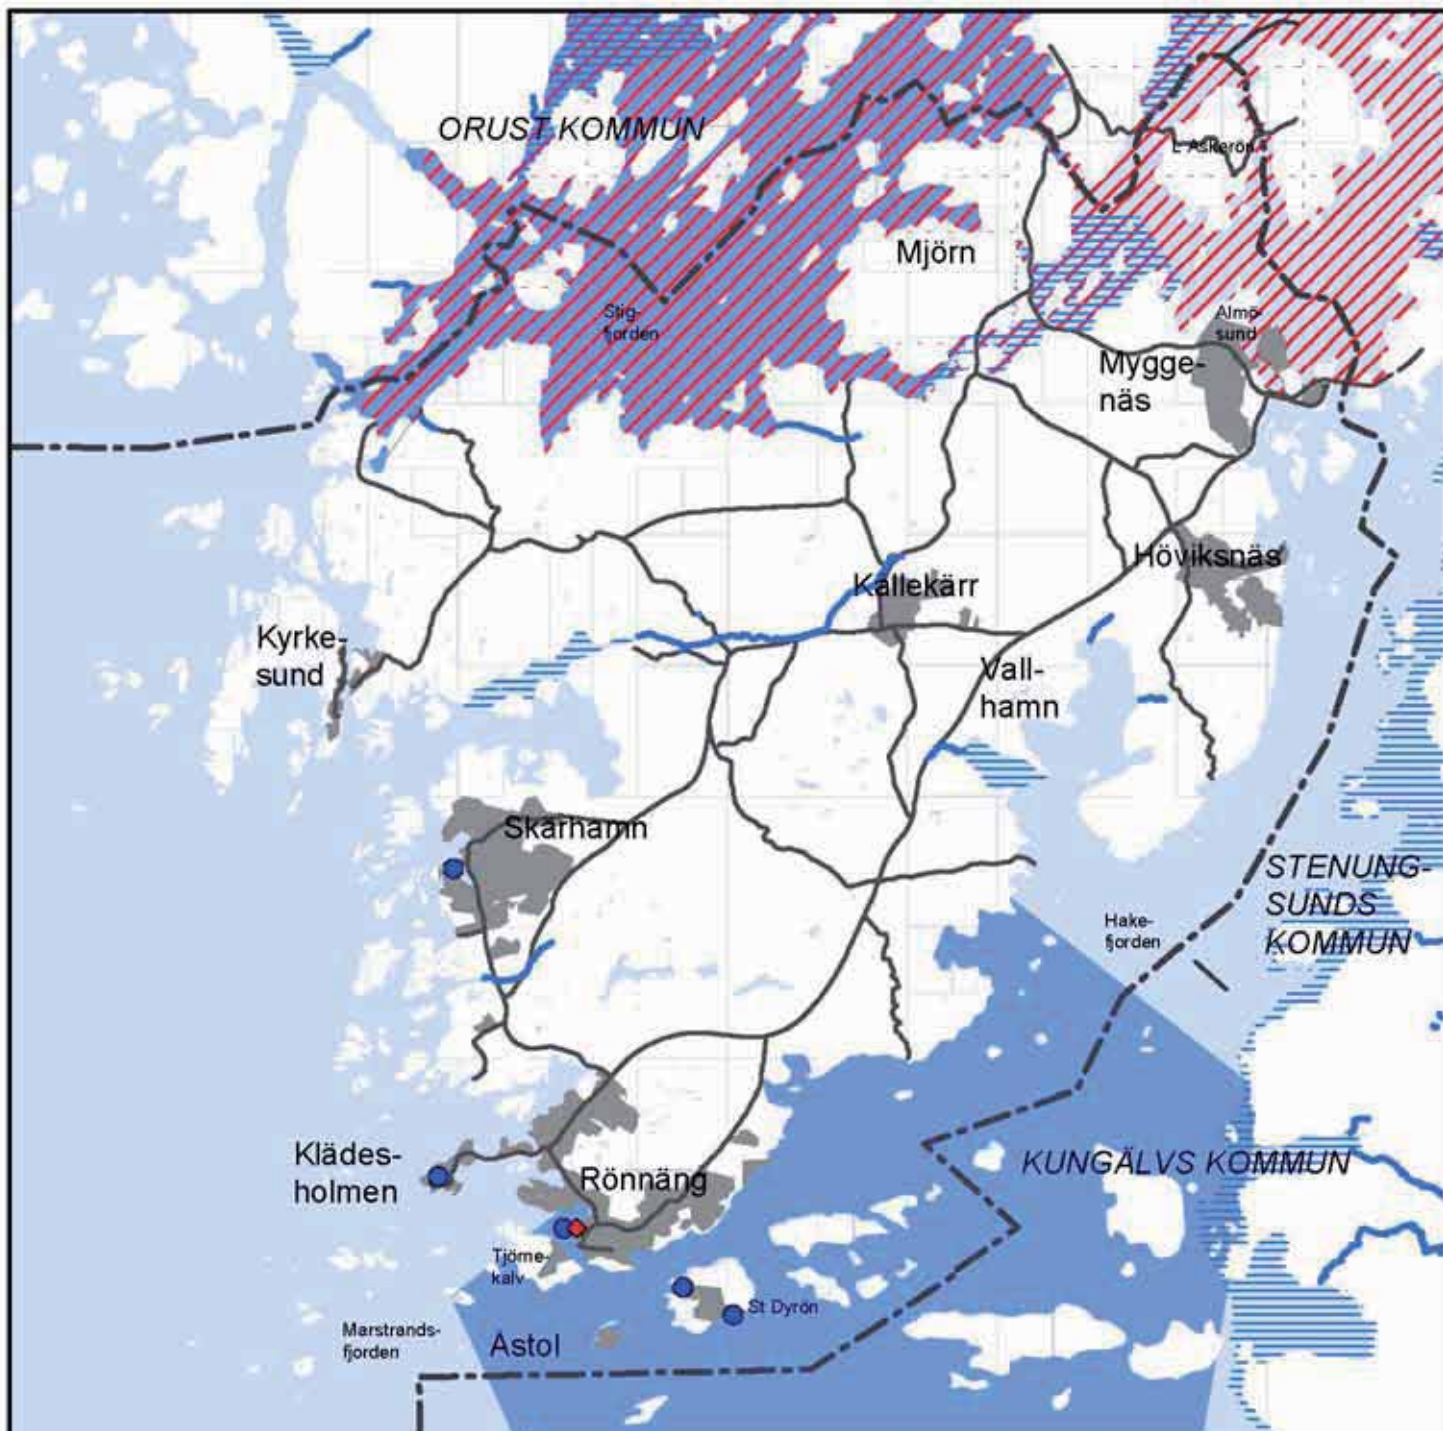 ORUST KOMMUN
L Askerön
Mjörn
Stig-
fjorden
Almö-
sund
Mygge-
näs
Höviksnäs
Kållekärr
Kyrke-
sund
Vall-
hamn
Skärhamn
STENUNG-
SUNDS
KOMMUN
Hake-
fjorden
Klädes-
holmen
Rönnäng
KUNGÄLVS KOMMUN
Tjörne-
kalv
St Dyrön
Marstrands-
fjorden
Astol